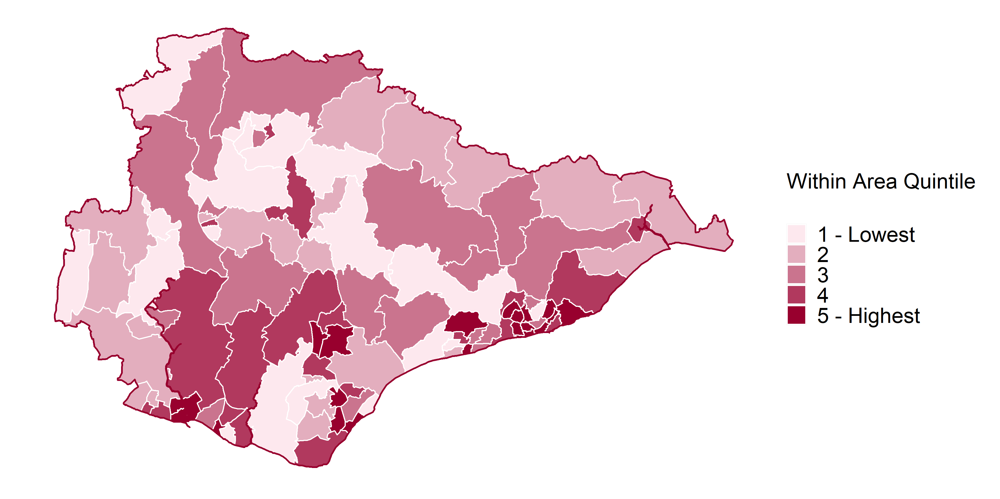 Within Area Quintile
1 - Lowest
2
3
4
5 - Highest